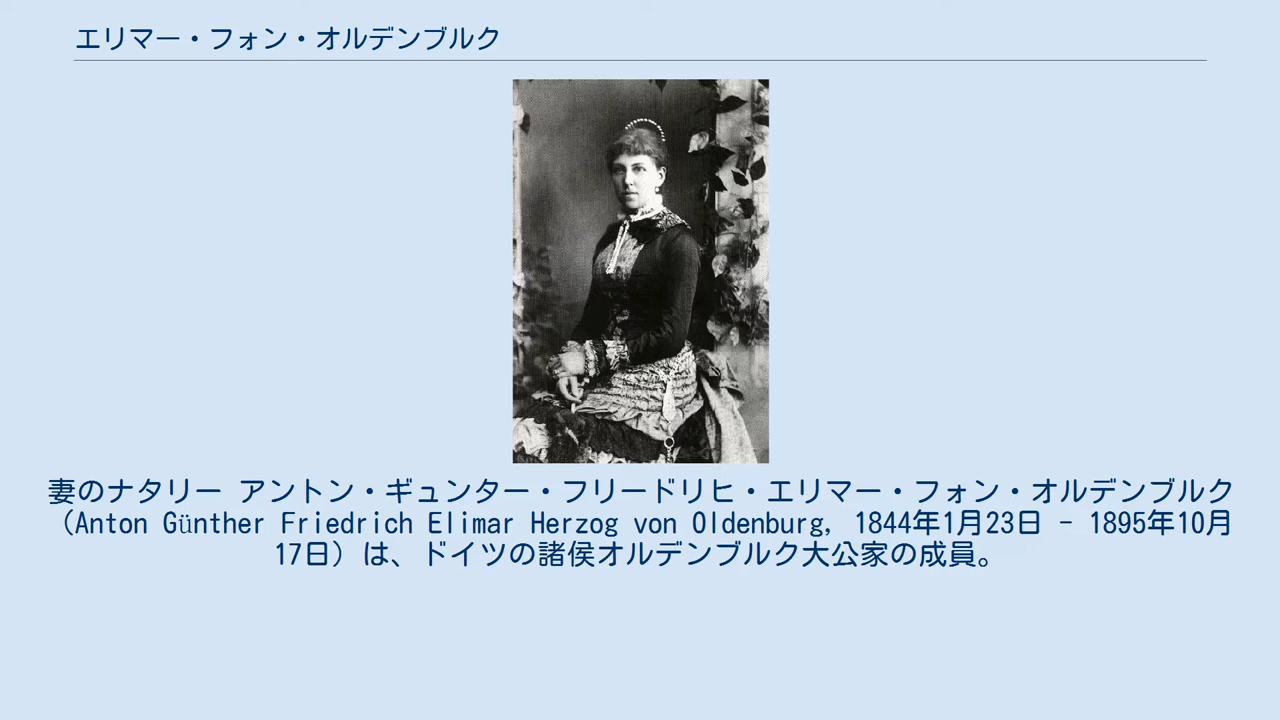 エリマー・フォン・オルデンブルク
妻のナタリー アントン・ギュンター・フリードリヒ・エリマー・フォン・オルデンブルク
（Anton Günther Friedrich Elimar Herzog von Oldenburg, 1844年1月23日 - 1895年10月
17日）は、ドイツの諸侯オルデンブルク大公家の成員。